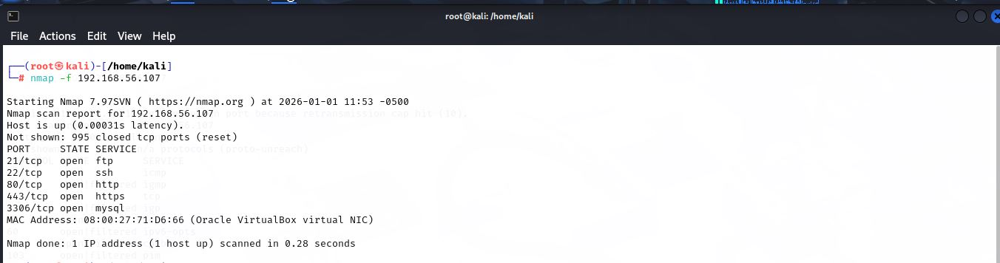 root@kali: /home/kali
File Actions Edit View Help
┌──(root㉿kali)-[/home/kali]
└─# nmap -f 192.168.56.107
Starting Nmap 7.97SVN ( https://nmap.org ) at 2026-01-01 11:53 -0500
Nmap scan report for 192.168.56.107
Host is up (0.00031s latency).
Not shown: 995 closed tcp ports (reset)
PORT STATE SERVICE
21/tcp open ftp
22/tcp open ssh
80/tcp open http
443/tcp open https
3306/tcp open mysql
MAC Address: 08:00:27:71:D6:66 (Oracle VirtualBox virtual NIC)
Nmap done: 1 IP address (1 host up) scanned in 0.28 seconds